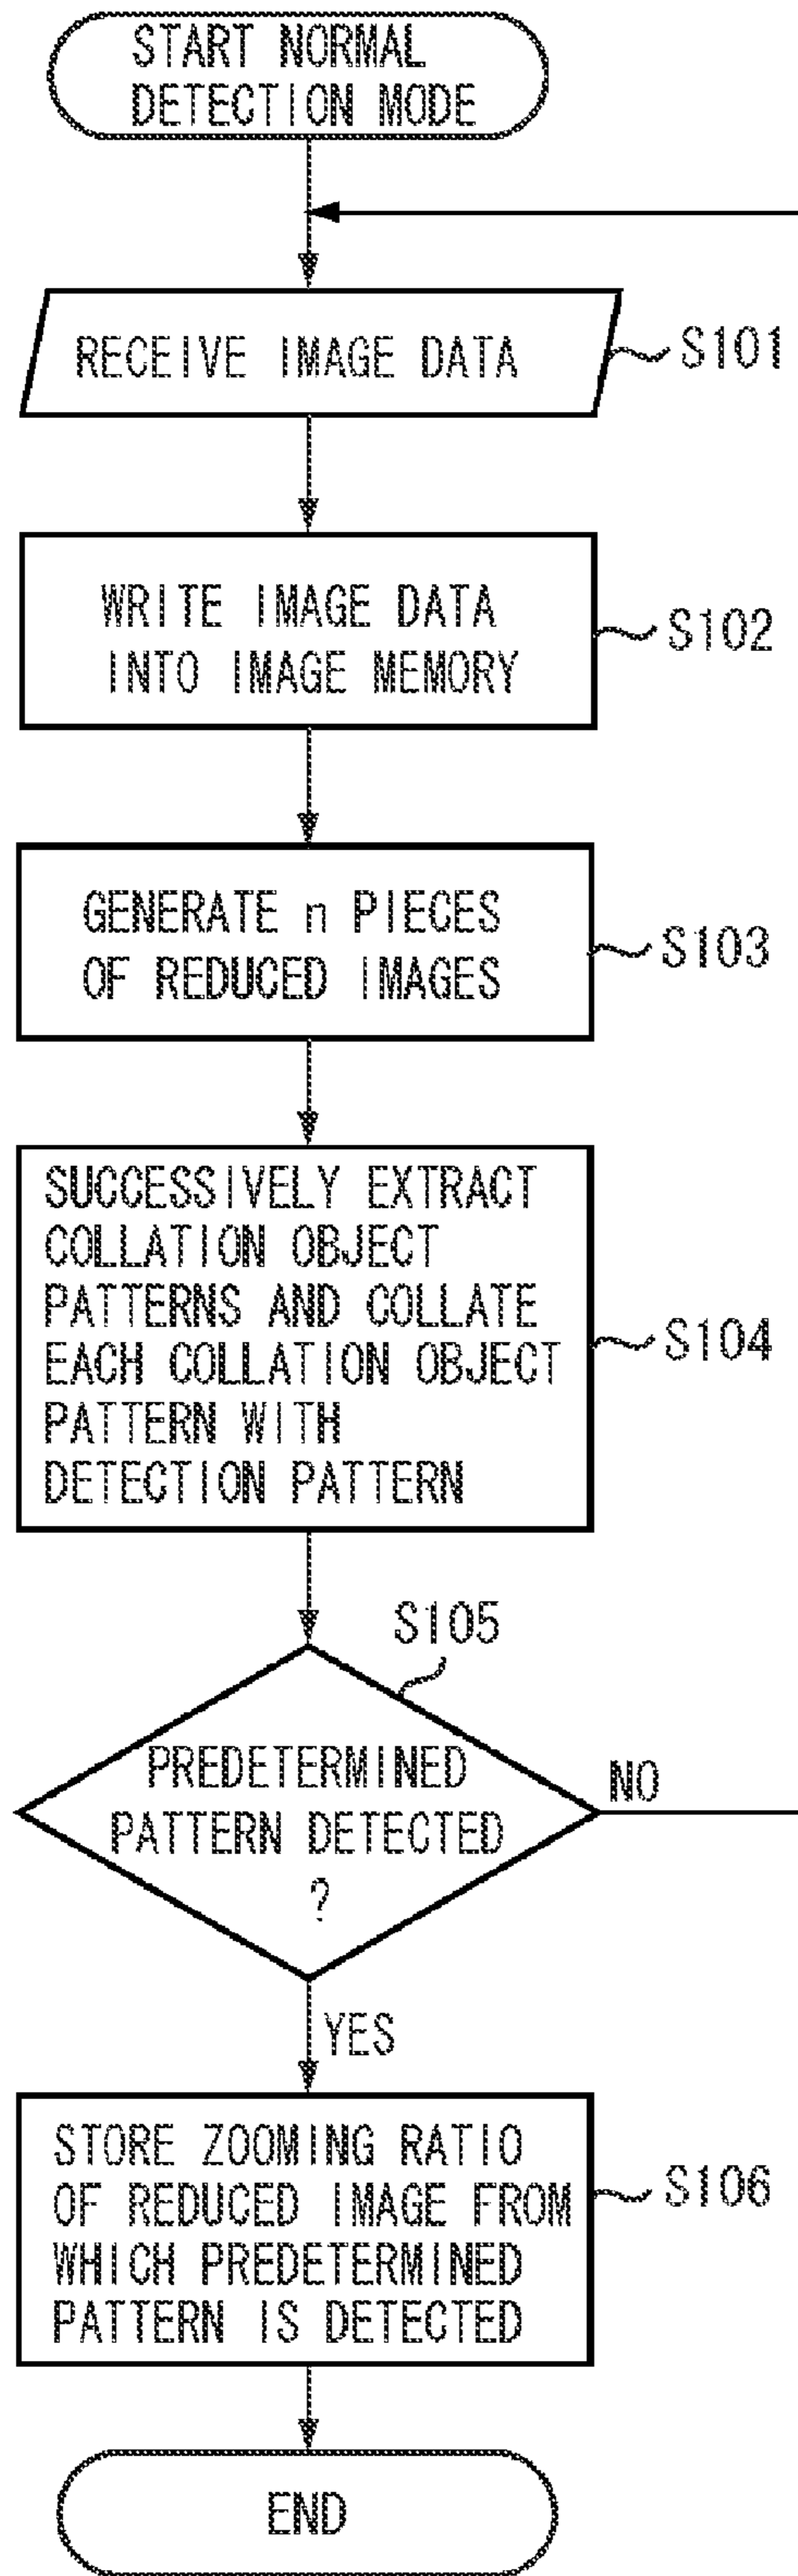 START NORMAL
DETECTION MODE
RECEIVE IMAGE DATA
S101
WRITE IMAGE DATA
INTO IMAGE MEMORY
S102
GENERATE n PIECES
OF REDUCED IMAGES
S103
SUCCESSIVELY EXTRACT
COLLATION OBJECT
PATTERNS AND COLLATE
EACH COLLATION OBJECT
PATTERN WITH
DETECTION PATTERN
S104
S105
PREDETERMINED
PATTERN DETECTED
?
NO
YES
STORE ZOOMING RATIO
OF REDUCED IMAGE FROM
WHICH PREDETERMINED
PATTERN IS DETECTED
S106
END